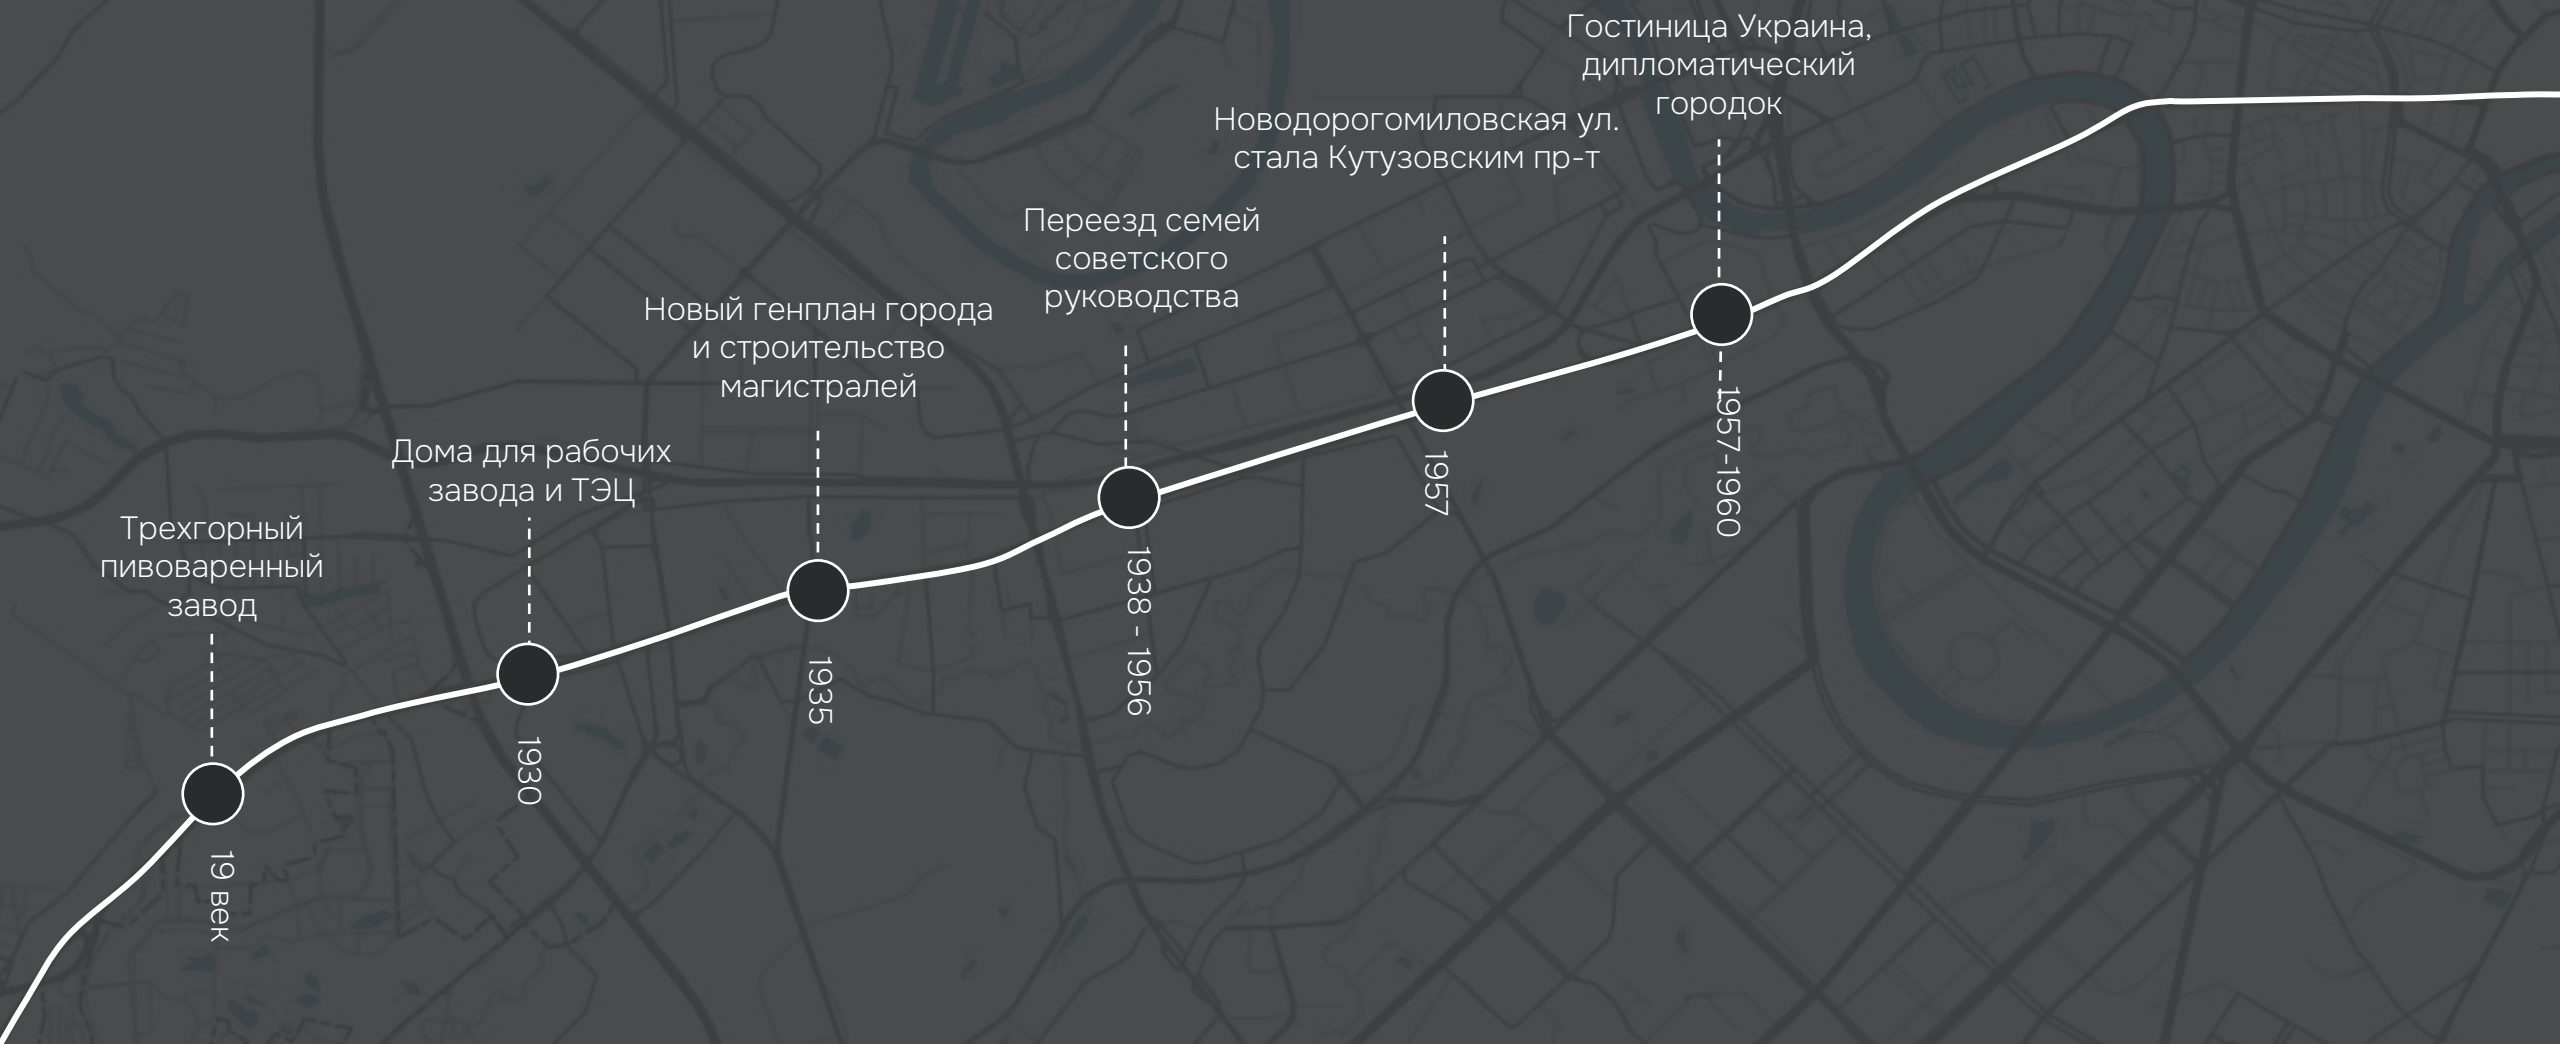 Трехгорный
пивоваренный
завод
19 век
Дома для рабочих
завода и ТЭЦ
1930
Новый генплан города
и строительство
магистралей
1935
Переезд семей
советского
руководства
1938 - 1956
Новодорогомиловская ул.
стала Кутузовским пр-т
1957
Гостиница Украина,
дипломатический
городок
1957-1960